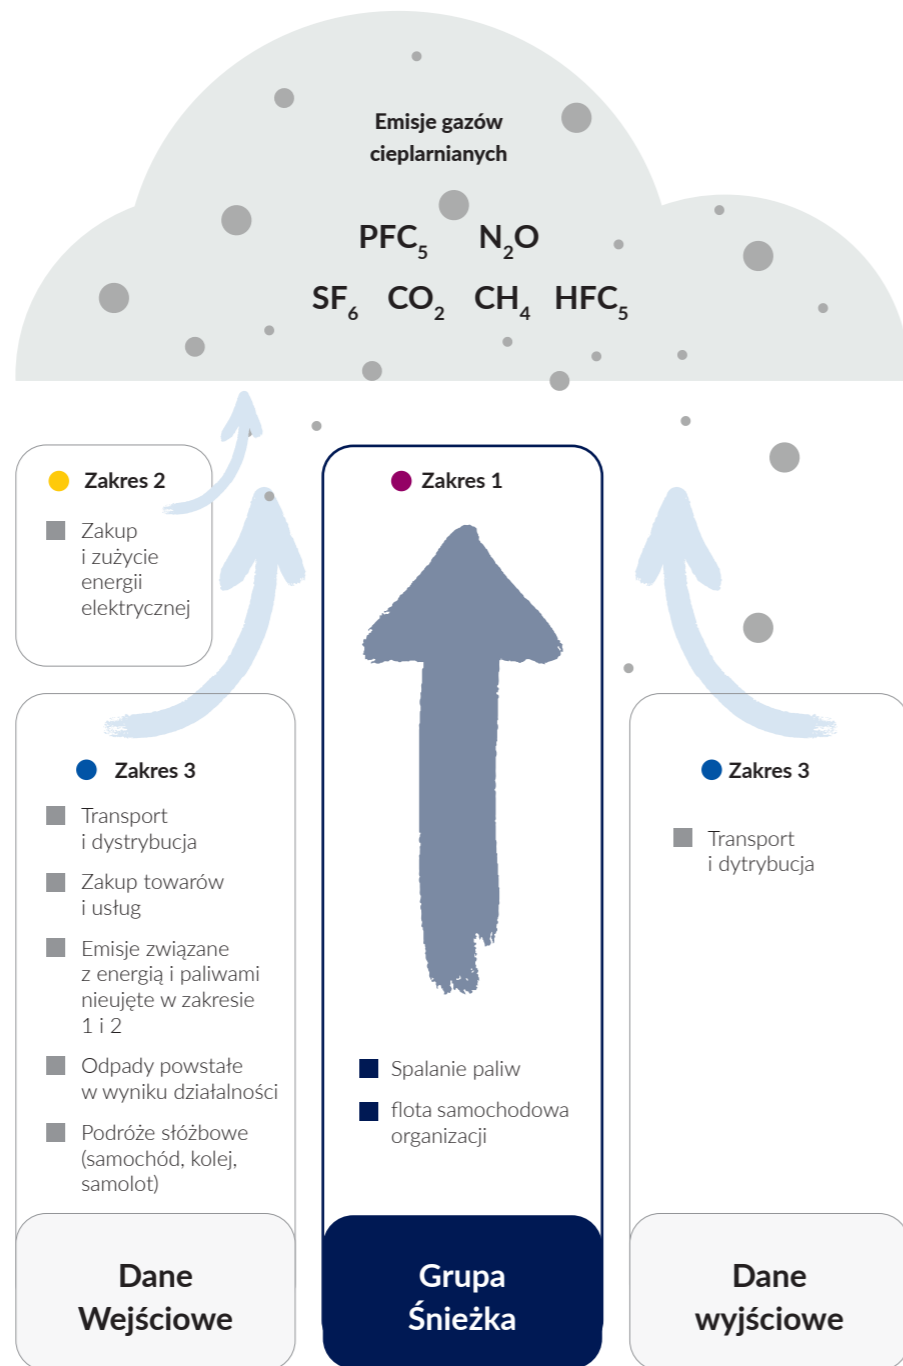 Emisje gazów
cieplarnianych
PFC₅ N₂O
SF₆ CO₂ CH₄ HFC₅
Zakres 2
Zakup
i zużycie
energii
elektrycznej
Zakres 3
Transport
i dystrybucja
Zakup towarów
i usług
Emisje związane
z energią i paliwami
nieujęte w zakresie
1 i 2
Odpady powstałe
w wyniku działalności
Podróże słóżbowe
(samochód, kolej,
samolot)
Dane
Wejściowe
Zakres 1
Spalanie paliw
flota samochodowa
organizacji
Grupa
Śnieżka
Zakres 3
Transport
i dytrybucja
Dane
wyjściowe